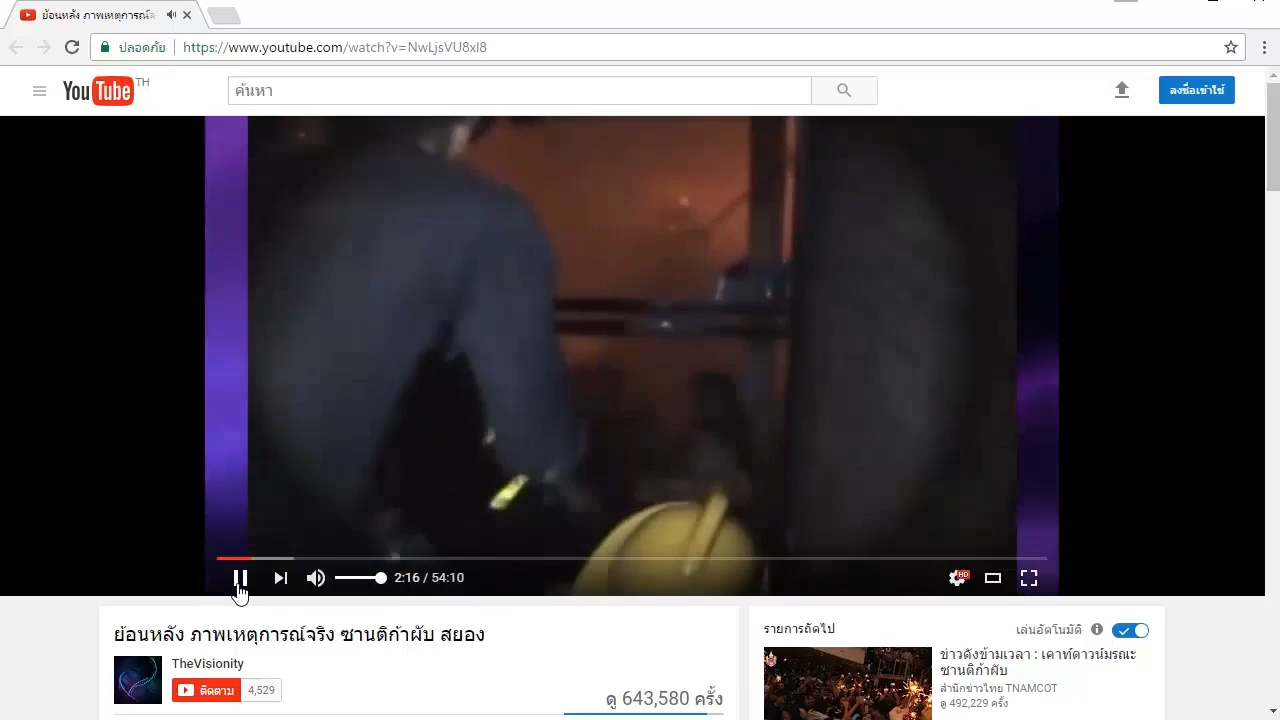 ย้อนหลัง ภาพเหตุการณ์จ
ปลอดภัย
https://www.youtube.com/watch?v=NwLjsVU8xI8
YouTube TH
ค้นหา
ลงชื่อเข้าใช้
2:16 / 54:10
HD
ย้อนหลัง ภาพเหตุการณ์จริง ซานติก้าผับ สยอง
TheVisionity
ติดตาม 4,529
ดู 643,580 ครั้ง
รายการถัดไป
เล่นอัตโนมัติ
ข่าวดังข้ามเวลา : เคาท์ดาวน์มรณะ
ซานติก้าผับ
สำนักข่าวไทย TNAMCOT
ดู 492,229 ครั้ง